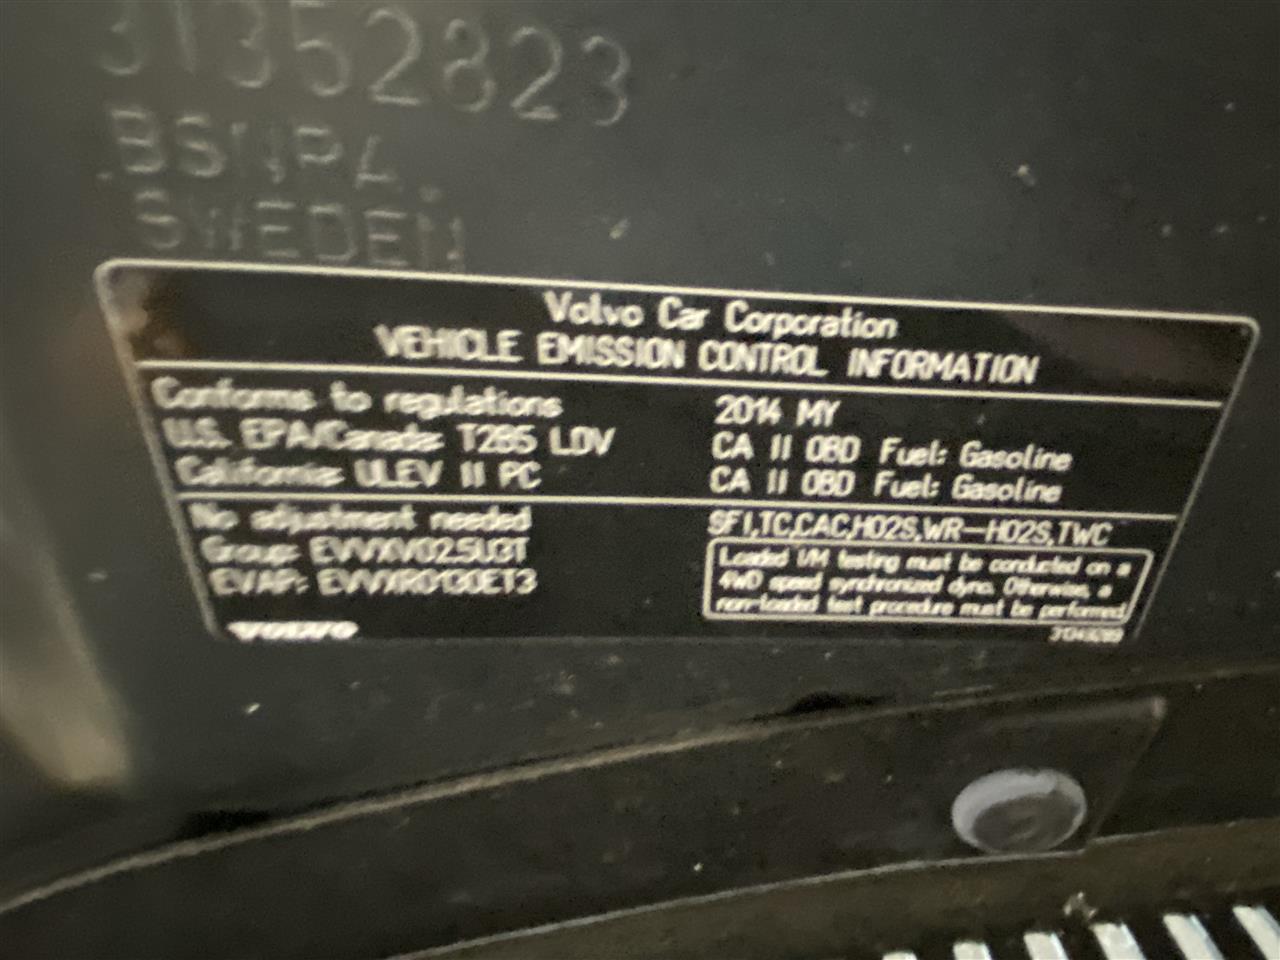 31352823
BSNPA
SWEDEN
Volvo Car Corporation
VEHICLE EMISSION CONTROL INFORMATION
Conforms to regulations 2014 MY
U.S. EPA/Canada: T2B5 LDV CA II OBD Fuel: Gasoline
California: ULEV II PC CA II OBD Fuel: Gasoline
No adjustment needed SFI,TC,CAC,HO2S,WR-HO2S,TWC
Group: EVVXV02.5U3T
EVAP: EVVXR0130ET3
Loaded I/M testing must be conducted on a
4WD speed synchronized dyno. Otherwise, a
non-loaded test procedure must be performed
VOLVO